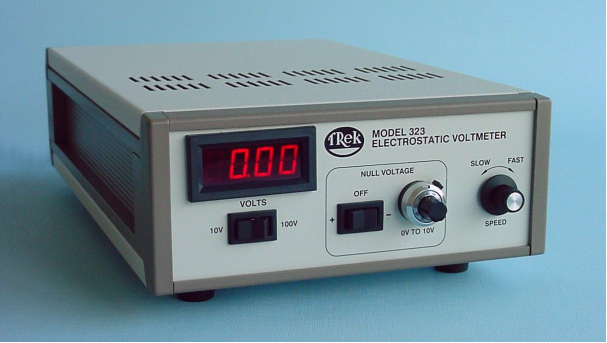 TREK
MODEL 323
ELECTROSTATIC VOLTMETER
0.00
VOLTS
10V
100V
NULL VOLTAGE
OFF
+
-
0V TO 10V
SLOW
FAST
SPEED